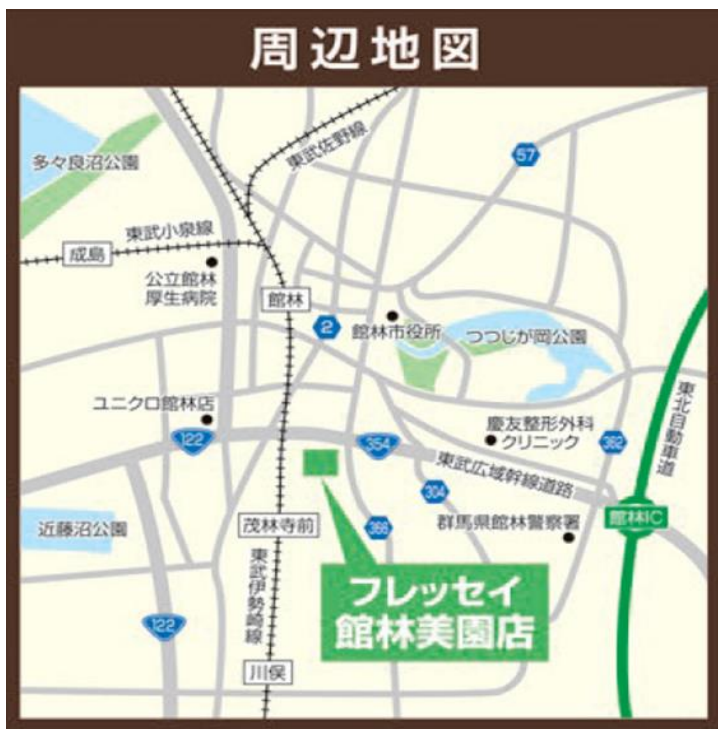 周辺地図
多々良沼公園
東武佐野線
57
東武小泉線
成島
公立館林
厚生病院
館林
2
館林市役所
つつじが岡公園
東北自動車道
ユニクロ館林店
122
354
慶友整形外科
クリニック
362
東武広域幹線道路
304
館林IC
近藤沼公園
茂林寺前
366
群馬県館林警察署
東武伊勢崎線
フレッセイ
館林美園店
122
川俣